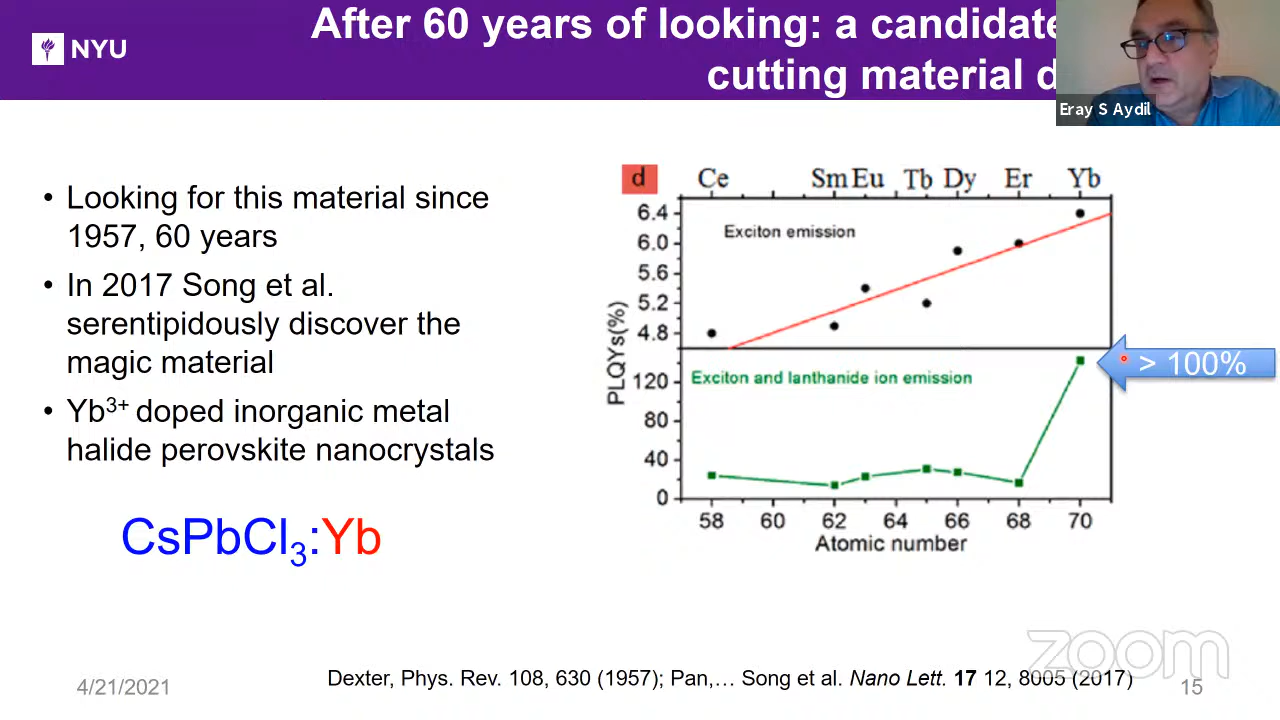 After 60 years of looking: a candidate
cutting material d
NYU
Eray S Aydil
• Looking for this material since
1957, 60 years
• In 2017 Song et al.
serentipidously discover the
magic material
• Yb³⁺ doped inorganic metal
halide perovskite nanocrystals
CsPbCl₃:Yb
d
Ce Sm Eu Tb Dy Er Yb
6.4
6.0
5.6
5.2
4.8
Exciton emission
PLQYs(%)
120
80
40
0
Exciton and lanthanide ion emission
> 100%
58 60 62 64 66 68 70
Atomic number
zoom
4/21/2021
Dexter, Phys. Rev. 108, 630 (1957); Pan,… Song et al. Nano Lett. 17 12, 8005 (2017)
15